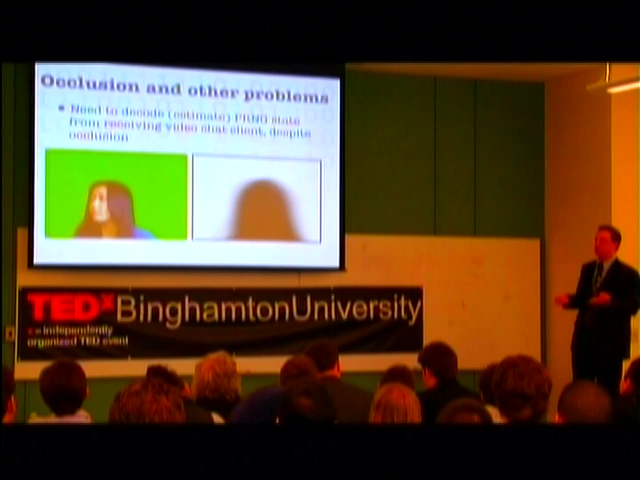 Occlusion and other problems
Need to decode (estimate) PRNG state
from receiving video chat client, despite
occlusion
TEDx BinghamtonUniversity
x = independently
organized TED event